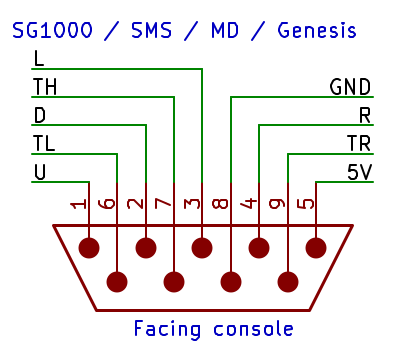 SG1000 / SMS / MD / Genesis
L
TH
GND
D
R
TL
TR
U
5V
1 6 2 7 3 8 4 9 5
Facing console